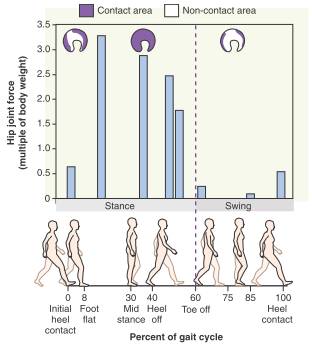 Contact area Non-contact area
Hip joint force
(multiple of body weight)
3.5
3.0
2.5
2.0
1.5
1.0
0.5
0
Stance Swing
0 8 30 40 60 75 85 100
Initial Foot Mid Heel Toe off Heel
heel flat stance off contact
contact
Percent of gait cycle